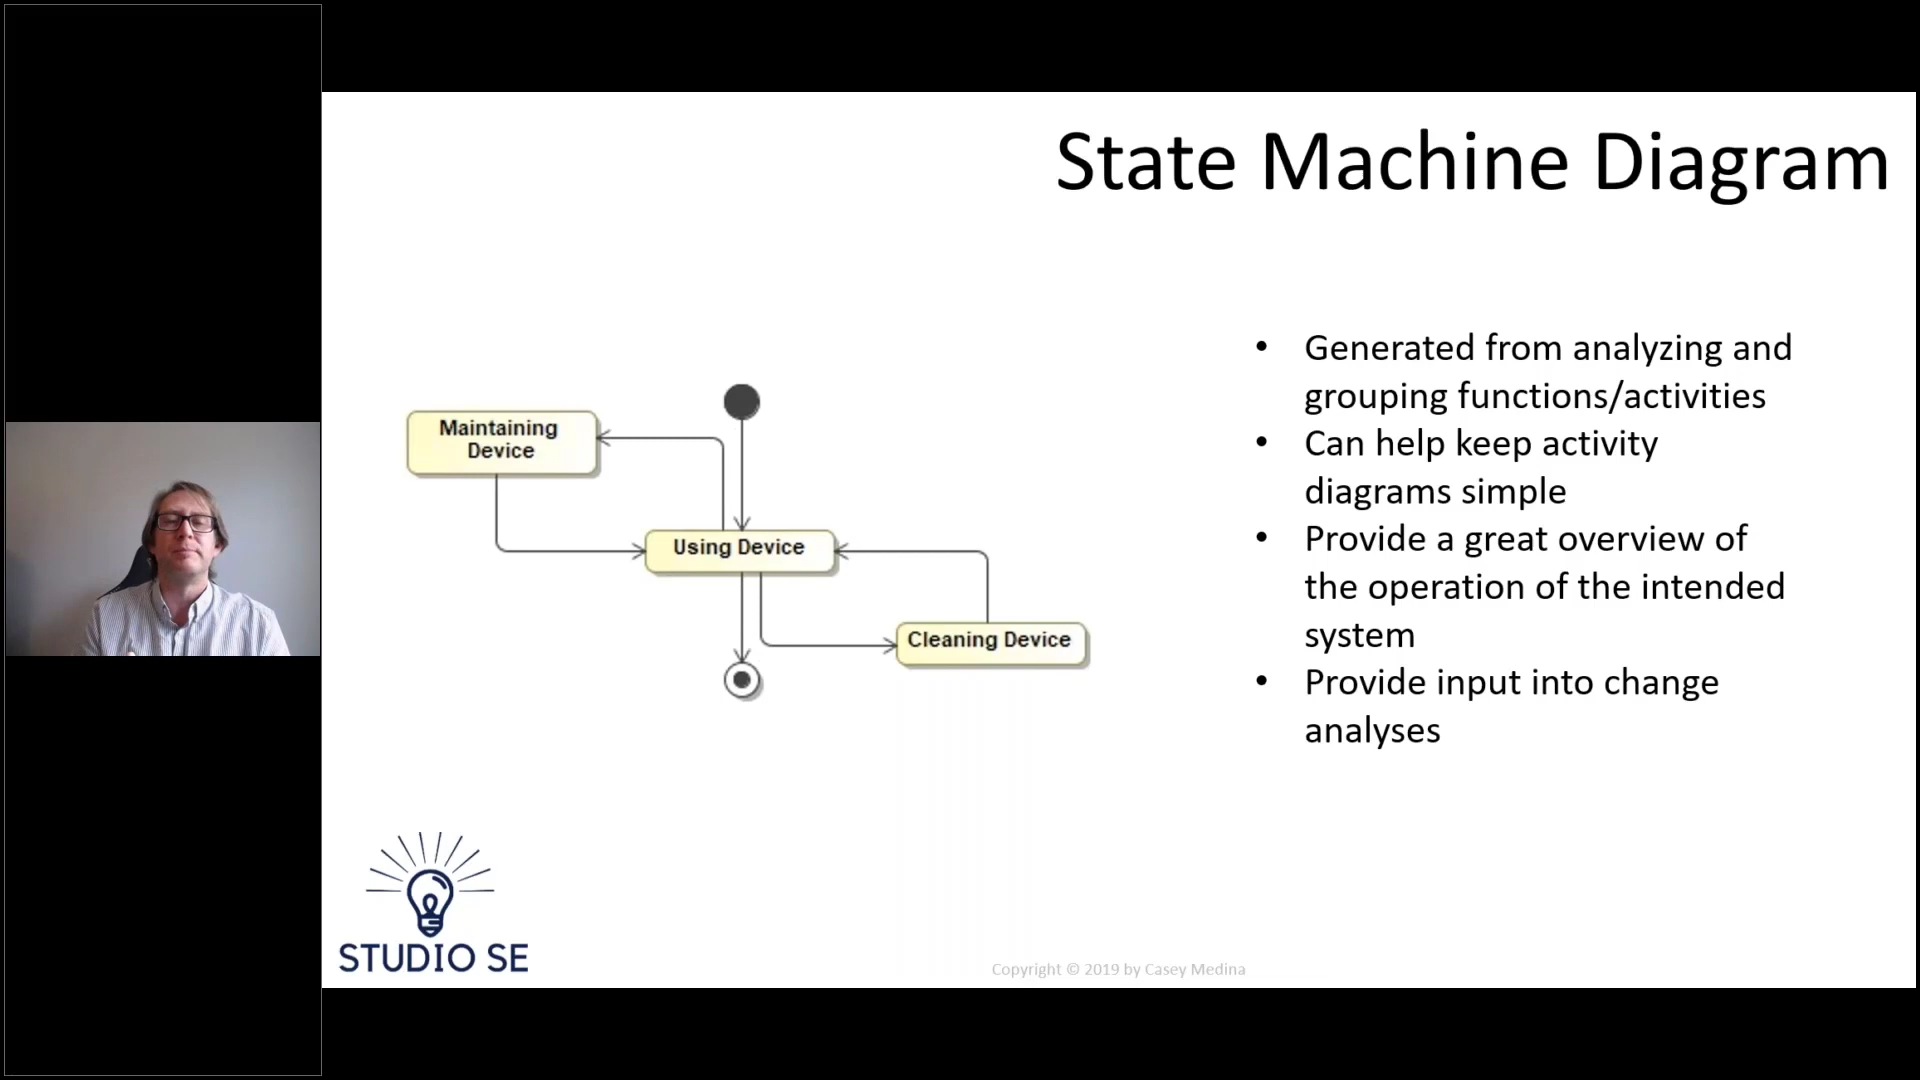 State Machine Diagram
Maintaining
Device
Using Device
Cleaning Device
• Generated from analyzing and
grouping functions/activities
• Can help keep activity
diagrams simple
• Provide a great overview of
the operation of the intended
system
• Provide input into change
analyses
STUDIO SE
Copyright © 2019 by Casey Medina